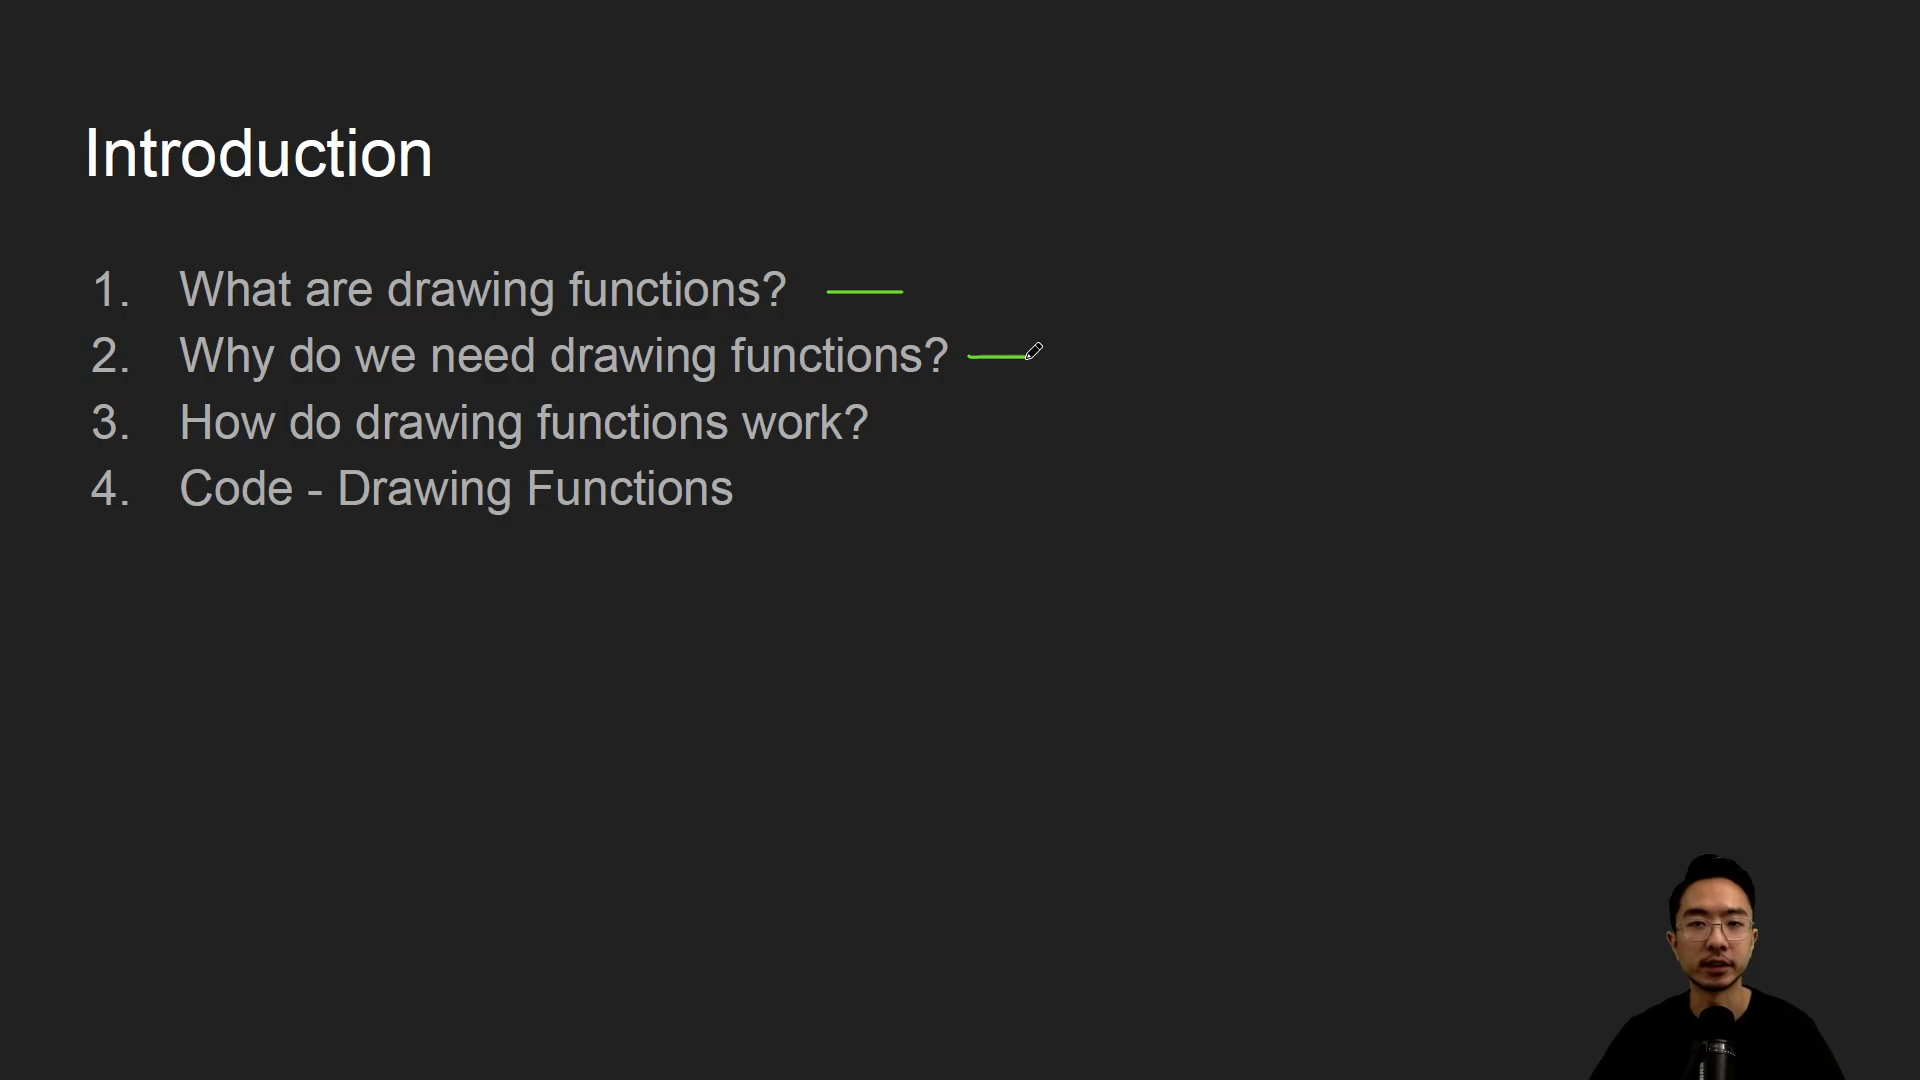 Introduction
1. What are drawing functions?
2. Why do we need drawing functions?
3. How do drawing functions work?
4. Code - Drawing Functions